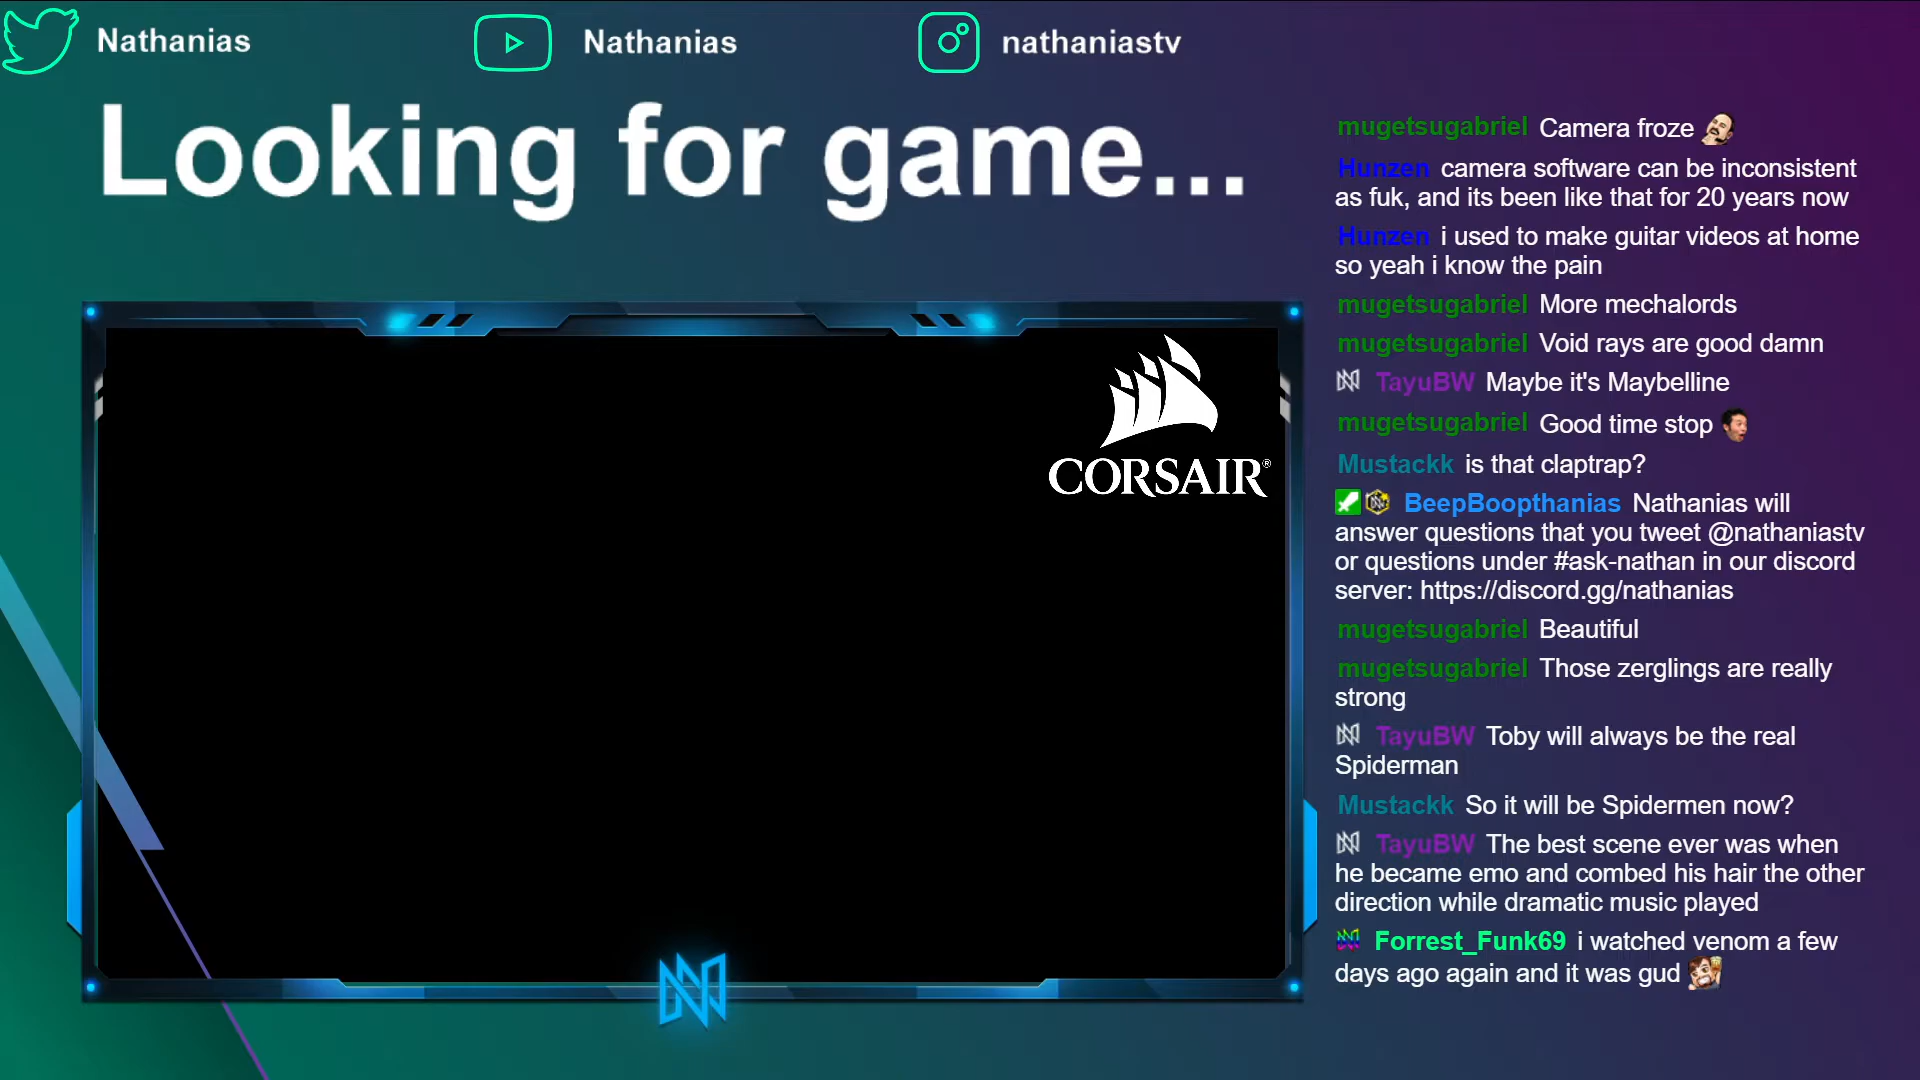 Nathanias
Nathanias
nathaniastv
Looking for game...
CORSAIR®
mugetsugabriel Camera froze
Hunzen camera software can be inconsistent
as fuk, and its been like that for 20 years now
Hunzen i used to make guitar videos at home
so yeah i know the pain
mugetsugabriel More mechalords
mugetsugabriel Void rays are good damn
TayuBW Maybe it's Maybelline
mugetsugabriel Good time stop
Mustackk is that claptrap?
BeepBoopthanias Nathanias will
answer questions that you tweet @nathaniastv
or questions under #ask-nathan in our discord
server: https://discord.gg/nathanias
mugetsugabriel Beautiful
mugetsugabriel Those zerglings are really
strong
TayuBW Toby will always be the real
Spiderman
Mustackk So it will be Spidermen now?
TayuBW The best scene ever was when
he became emo and combed his hair the other
direction while dramatic music played
Forrest_Funk69 i watched venom a few
days ago again and it was gud